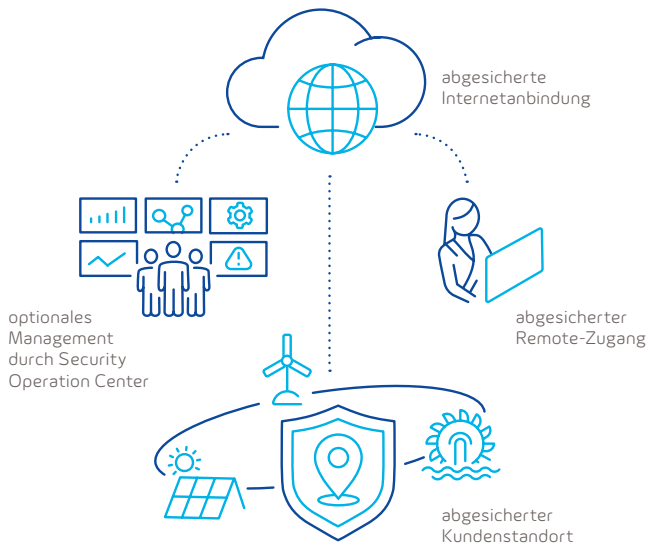 abgesicherte
Internetanbindung
optionales
Management
durch Security
Operation Center
abgesicherter
Remote-Zugang
abgesicherter
Kundenstandort